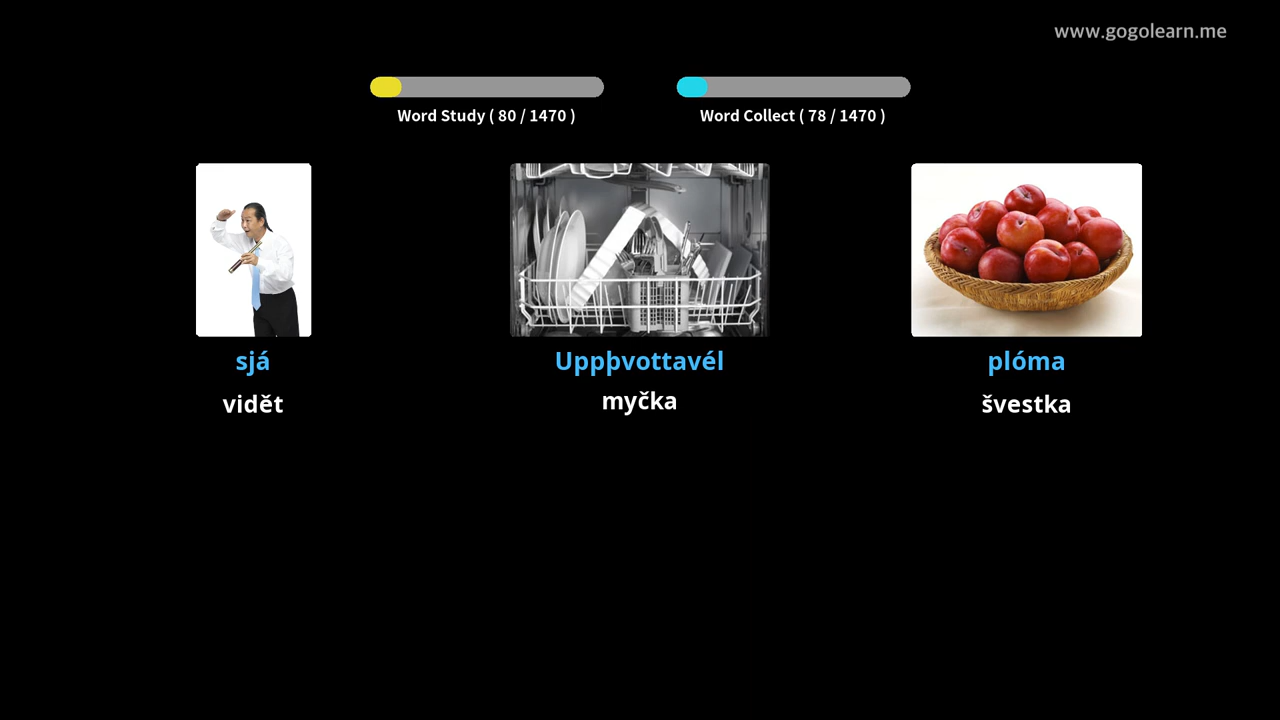 www.gogolearn.me
Word Study ( 80 / 1470 )
Word Collect ( 78 / 1470 )
sjá
Uppþvottavél
plóma
vidět
myčka
švestka